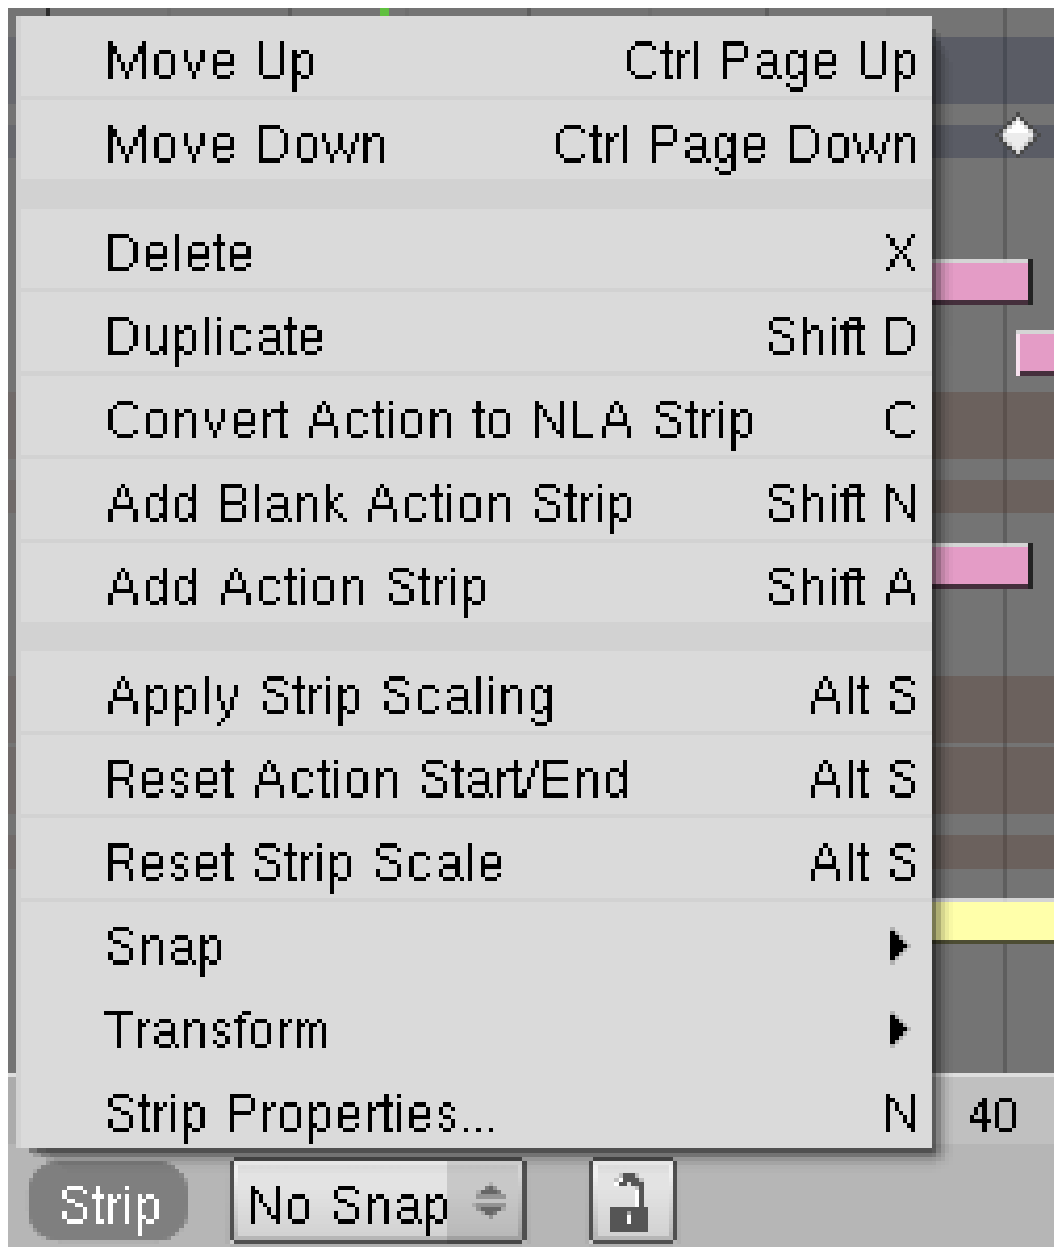 Move Up Ctrl Page Up
Move Down Ctrl Page Down
Delete X
Duplicate Shift D
Convert Action to NLA Strip C
Add Blank Action Strip Shift N
Add Action Strip Shift A
Apply Strip Scaling Alt S
Reset Action Start/End Alt S
Reset Strip Scale Alt S
Snap
Transform
Strip Properties... N
40
Strip No Snap